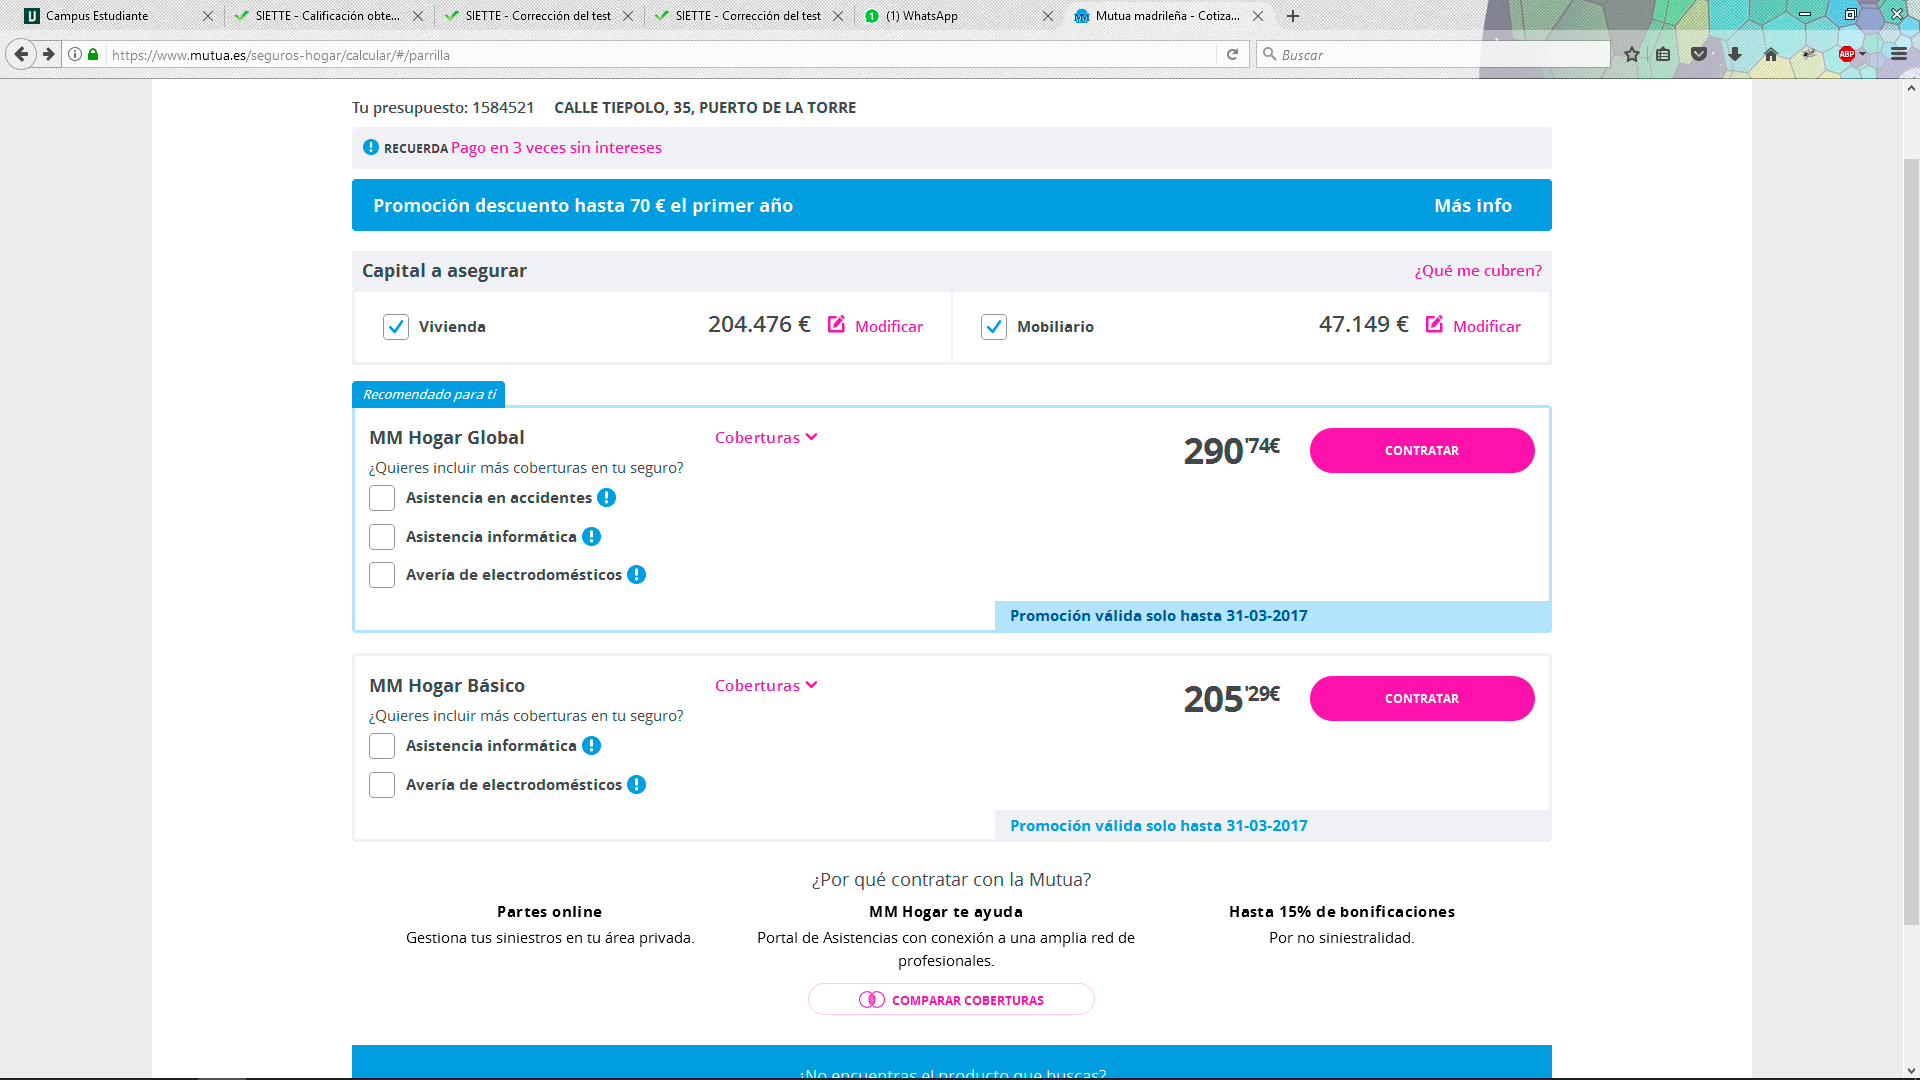 Campus Estudiante
SIETTE - Calificación obte...
SIETTE - Corrección del test
SIETTE - Corrección del test
(1) WhatsApp
Mutua madrileña - Cotiza...
https://www.mutua.es/seguros-hogar/calcular/#/parrilla
Buscar
ABP
Tu presupuesto: 1584521 CALLE TIEPOLO, 35, PUERTO DE LA TORRE
RECUERDA Pago en 3 veces sin intereses
Promoción descuento hasta 70 € el primer año
Más info
Capital a asegurar
¿Qué me cubren?
Vivienda
204.476 €
Modificar
Mobiliario
47.149 €
Modificar
Recomendado para ti
MM Hogar Global
Coberturas
290'74€
CONTRATAR
¿Quieres incluir más coberturas en tu seguro?
Asistencia en accidentes
Asistencia informática
Avería de electrodomésticos
Promoción válida solo hasta 31-03-2017
MM Hogar Básico
Coberturas
205'29€
CONTRATAR
¿Quieres incluir más coberturas en tu seguro?
Asistencia informática
Avería de electrodomésticos
Promoción válida solo hasta 31-03-2017
¿Por qué contratar con la Mutua?
Partes online
Gestiona tus siniestros en tu área privada.
MM Hogar te ayuda
Portal de Asistencias con conexión a una amplia red de
profesionales.
Hasta 15% de bonificaciones
Por no siniestralidad.
COMPARAR COBERTURAS
¿No encuentras el producto que buscas?